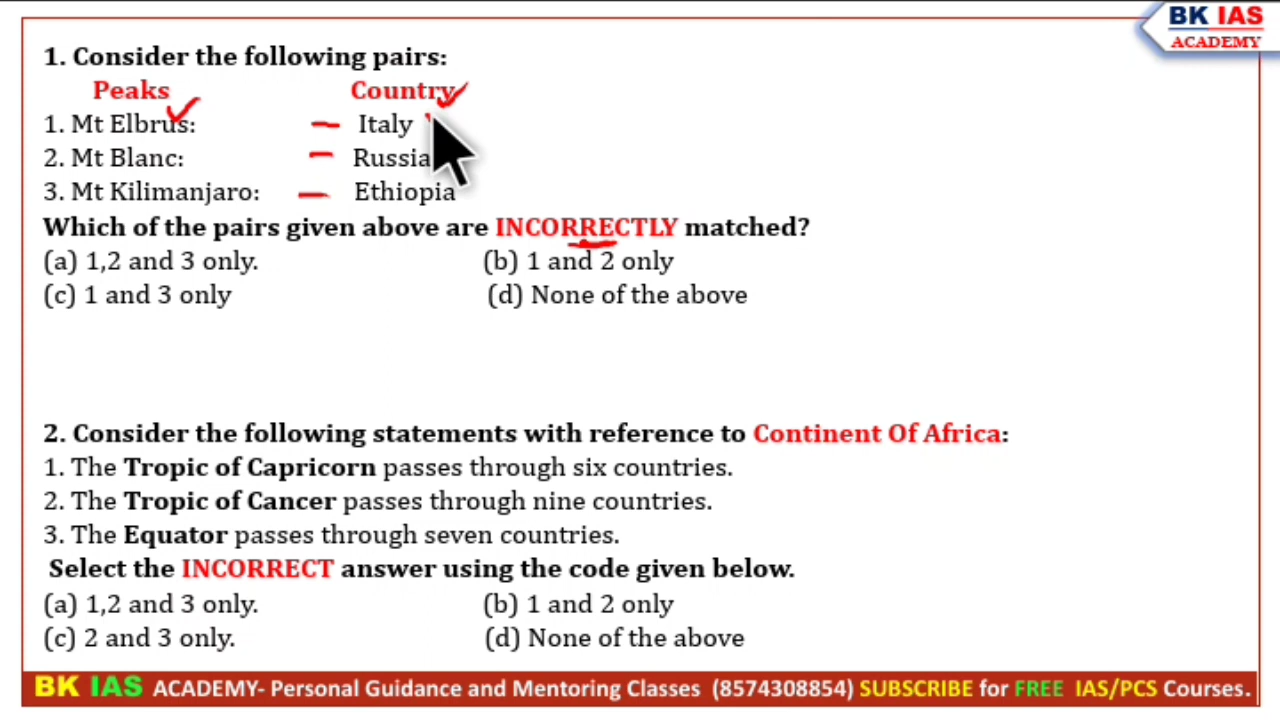 BK IAS
ACADEMY
1. Consider the following pairs:
Peaks Country
1. Mt Elbrus: Italy
2. Mt Blanc: Russia
3. Mt Kilimanjaro: Ethiopia
Which of the pairs given above are INCORRECTLY matched?
(a) 1,2 and 3 only. (b) 1 and 2 only
(c) 1 and 3 only (d) None of the above
2. Consider the following statements with reference to Continent Of Africa:
1. The Tropic of Capricorn passes through six countries.
2. The Tropic of Cancer passes through nine countries.
3. The Equator passes through seven countries.
Select the INCORRECT answer using the code given below.
(a) 1,2 and 3 only. (b) 1 and 2 only
(c) 2 and 3 only. (d) None of the above
BK IAS ACADEMY- Personal Guidance and Mentoring Classes (8574308854) SUBSCRIBE for FREE IAS/PCS Courses.